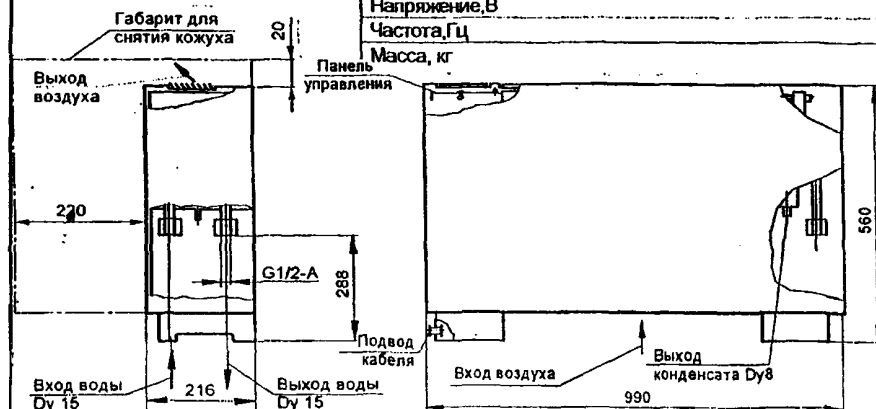 Напряжение,В
Частота,Гц
Масса, кг
Габарит для
снятия кожуха
20
Выход
воздуха
Панель
управления
220
G1/2-A
288
560
Подвод
кабеля
Вход воздуха
Выход
конденсата Dy8
Вход воды
Dy 15
216
Выход воды
Dy 15
990